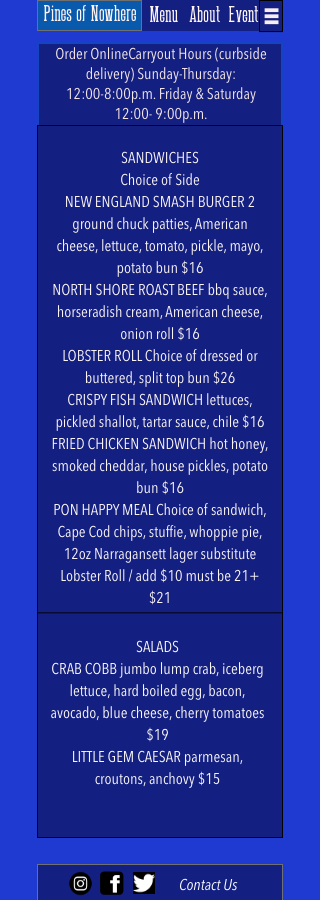 Pines of Nowhere Menu About Event
Order OnlineCarryout Hours (curbside
delivery) Sunday-Thursday:
12:00-8:00p.m. Friday & Saturday
12:00- 9:00p.m.
SANDWICHES
Choice of Side
NEW ENGLAND SMASH BURGER 2
ground chuck patties, American
cheese, lettuce, tomato, pickle, mayo,
potato bun $16
NORTH SHORE ROAST BEEF bbq sauce,
horseradish cream, American cheese,
onion roll $16
LOBSTER ROLL Choice of dressed or
buttered, split top bun $26
CRISPY FISH SANDWICH lettuces,
pickled shallot, tartar sauce, chile $16
FRIED CHICKEN SANDWICH hot honey,
smoked cheddar, house pickles, potato
bun $16
PON HAPPY MEAL Choice of sandwich,
Cape Cod chips, stuffie, whoppie pie,
12oz Narragansett lager substitute
Lobster Roll / add $10 must be 21+
$21
SALADS
CRAB COBB jumbo lump crab, iceberg
lettuce, hard boiled egg, bacon,
avocado, blue cheese, cherry tomatoes
$19
LITTLE GEM CAESAR parmesan,
croutons, anchovy $15
Contact Us